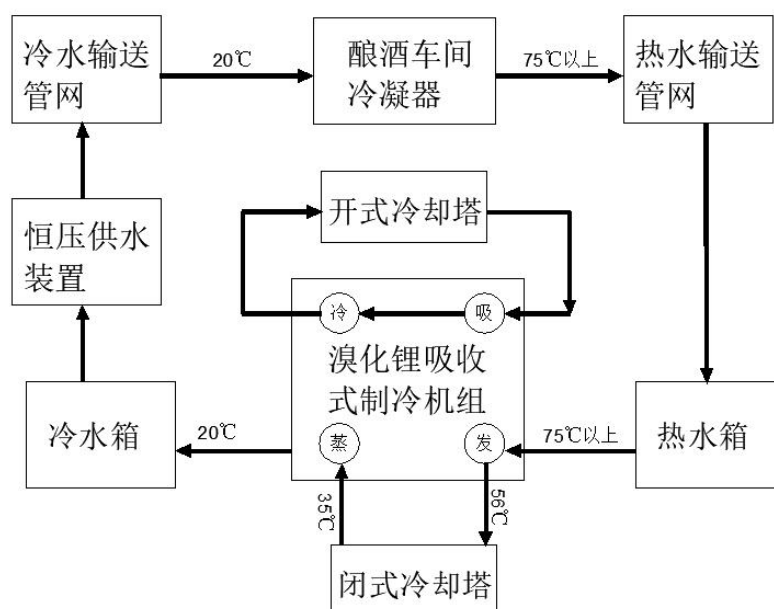 冷水输送
管网
20℃
酿酒车间
冷凝器
75℃以上
热水输送
管网
开式冷却塔
恒压供水
装置
冷
吸
溴化锂吸收
式制冷机组
冷水箱
20℃
蒸
发
75℃以上
热水箱
35℃
56℃
闭式冷却塔